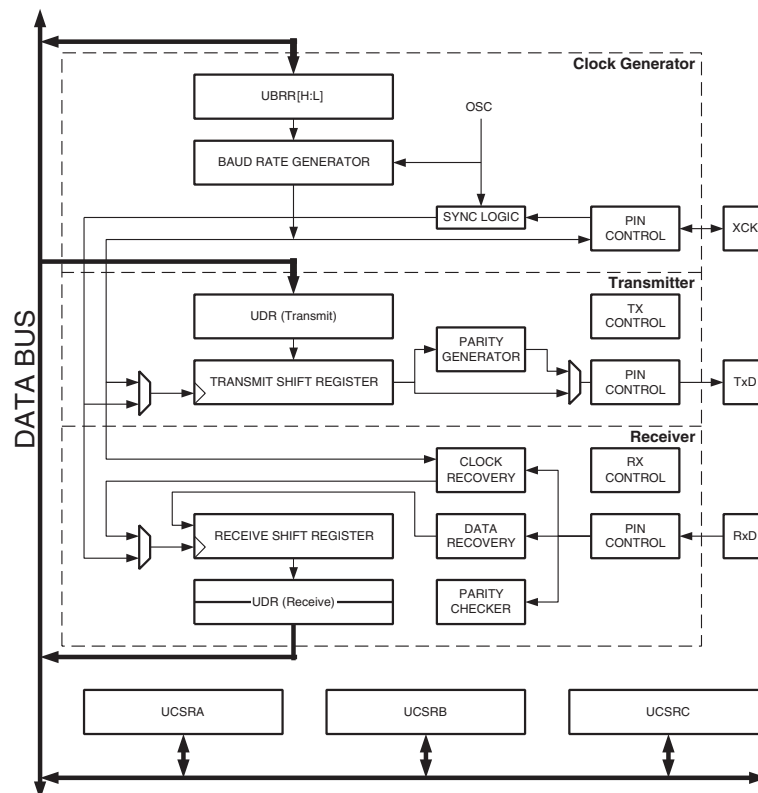 Clock Generator
UBRR[H:L]
OSC
BAUD RATE GENERATOR
SYNC LOGIC
PIN
CONTROL
XCK
Transmitter
UDR (Transmit)
TX
CONTROL
PARITY
GENERATOR
TRANSMIT SHIFT REGISTER
PIN
CONTROL
TxD
DATA BUS
Receiver
CLOCK
RECOVERY
RX
CONTROL
RECEIVE SHIFT REGISTER
DATA
RECOVERY
PIN
CONTROL
RxD
UDR (Receive)
PARITY
CHECKER
UCSRA
UCSRB
UCSRC